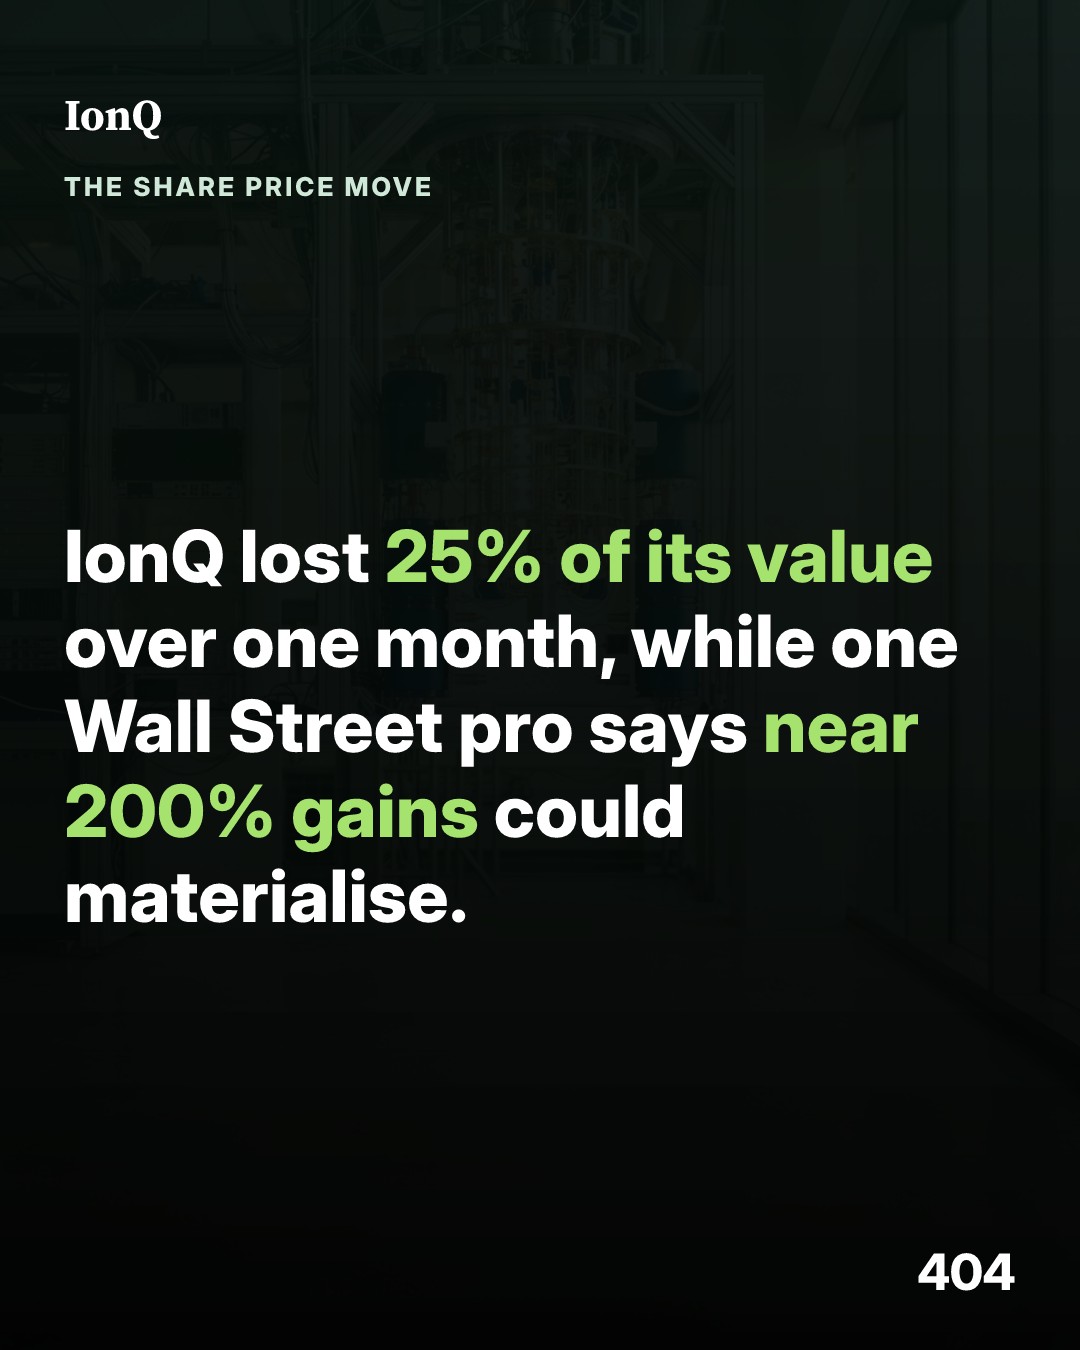 IonQ
THE SHARE PRICE MOVE
IonQ lost 25% of its value
over one month, while one
Wall Street pro says near
200% gains could
materialise.
404